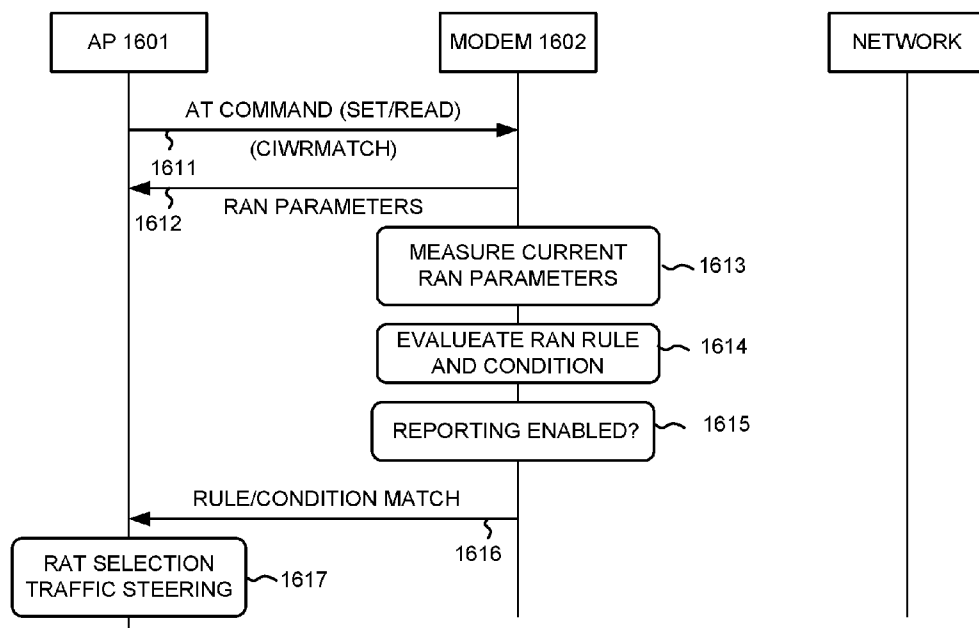 AP 1601
MODEM 1602
NETWORK
AT COMMAND (SET/READ)
(CIWRMATCH)
1611
RAN PARAMETERS
1612
MEASURE CURRENT
RAN PARAMETERS
1613
EVALUEATE RAN RULE
AND CONDITION
1614
REPORTING ENABLED?
1615
RULE/CONDITION MATCH
1616
RAT SELECTION
TRAFFIC STEERING
1617